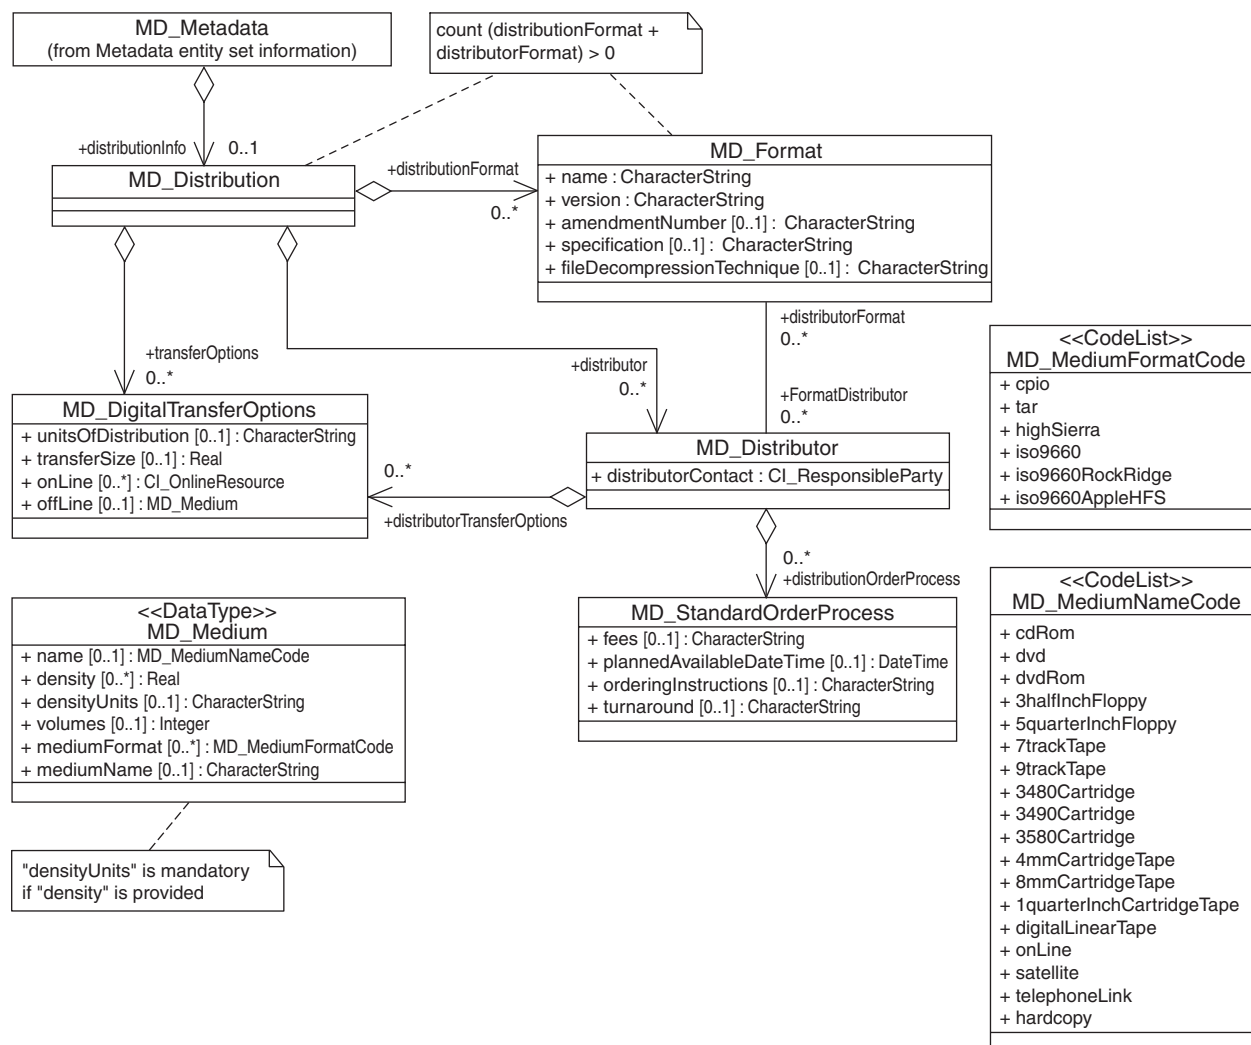 MD_Metadata
(from Metadata entity set information)
count (distributionFormat +
distributorFormat) > 0
+distributionInfo
0..1
MD_Distribution
+distributionFormat
0..*
MD_Format
+ name : CharacterString
+ version : CharacterString
+ amendmentNumber [0..1] : CharacterString
+ specification [0..1] : CharacterString
+ fileDecompressionTechnique [0..1] : CharacterString
+transferOptions
0..*
+distributor
0..*
+distributorFormat
0..*
+FormatDistributor
0..*
MD_DigitalTransferOptions
+ unitsOfDistribution [0..1] : CharacterString
+ transferSize [0..1] : Real
+ onLine [0..*] : CI_OnlineResource
+ offLine [0..1] : MD_Medium
0..*
+distributorTransferOptions
MD_Distributor
+ distributorContact : CI_ResponsibleParty
0..*
+distributionOrderProcess
MD_StandardOrderProcess
+ fees [0..1] : CharacterString
+ plannedAvailableDateTime [0..1] : DateTime
+ orderingInstructions [0..1] : CharacterString
+ turnaround [0..1] : CharacterString
<<DataType>>
MD_Medium
+ name [0..1] : MD_MediumNameCode
+ density [0..*] : Real
+ densityUnits [0..1] : CharacterString
+ volumes [0..1] : Integer
+ mediumFormat [0..*] : MD_MediumFormatCode
+ mediumName [0..1] : CharacterString
"densityUnits" is mandatory
if "density" is provided
<<CodeList>>
MD_MediumFormatCode
+ cpio
+ tar
+ highSierra
+ iso9660
+ iso9660RockRidge
+ iso9660AppleHFS
<<CodeList>>
MD_MediumNameCode
+ cdRom
+ dvd
+ dvdRom
+ 3halfInchFloppy
+ 5quarterInchFloppy
+ 7trackTape
+ 9trackTape
+ 3480Cartridge
+ 3490Cartridge
+ 3580Cartridge
+ 4mmCartridgeTape
+ 8mmCartridgeTape
+ 1quarterInchCartridgeTape
+ digitalLinearTape
+ onLine
+ satellite
+ telephoneLink
+ hardcopy